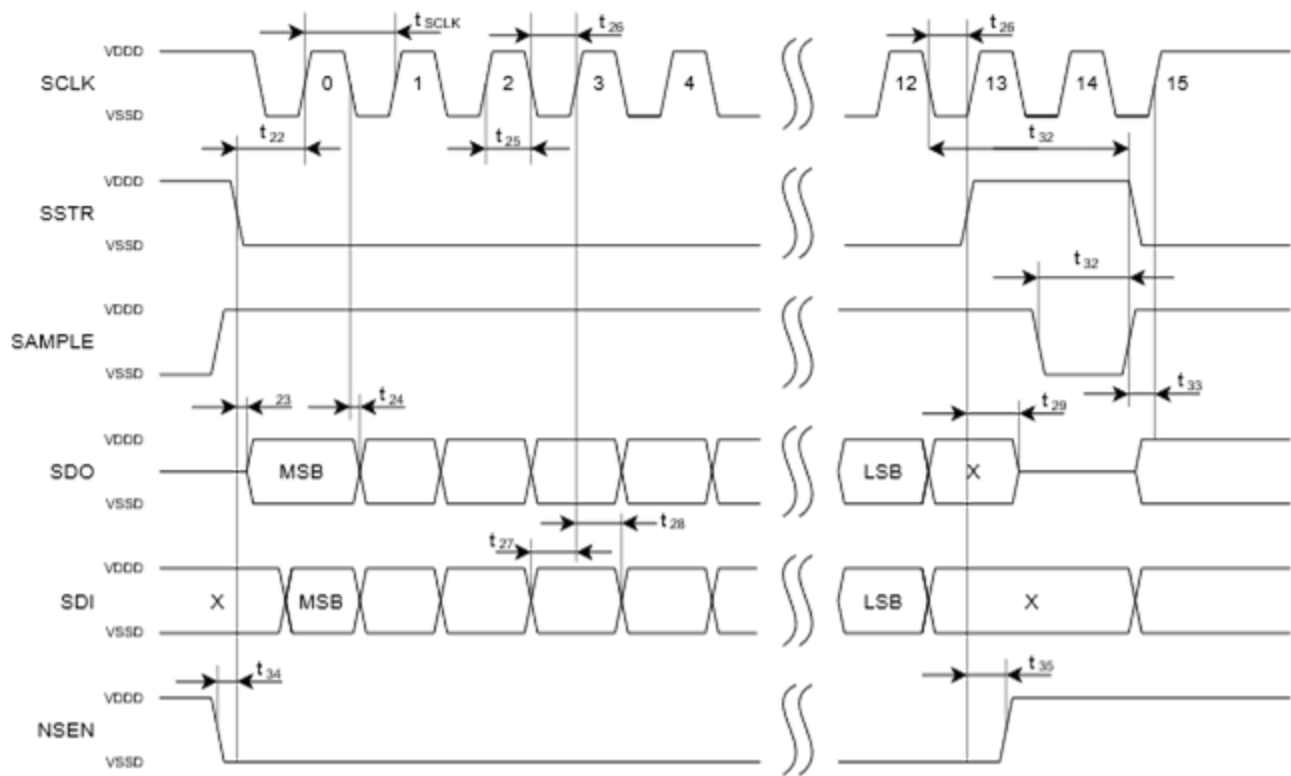 t SCLK t 26 t 26
VDDD
SCLK 0 1 2 3 4 12 13 14 15
VSSD
t 22 t 25 t 32
VDDD
SSTR
VSSD
t 32
VDDD
SAMPLE
VSSD
23 t 24 t 29 t 33
VDDD
SDO MSB LSB X
VSSD
t 28
t 27
VDDD
SDI X MSB LSB X
VSSD
t 34 t 35
VDDD
NSEN
VSSD